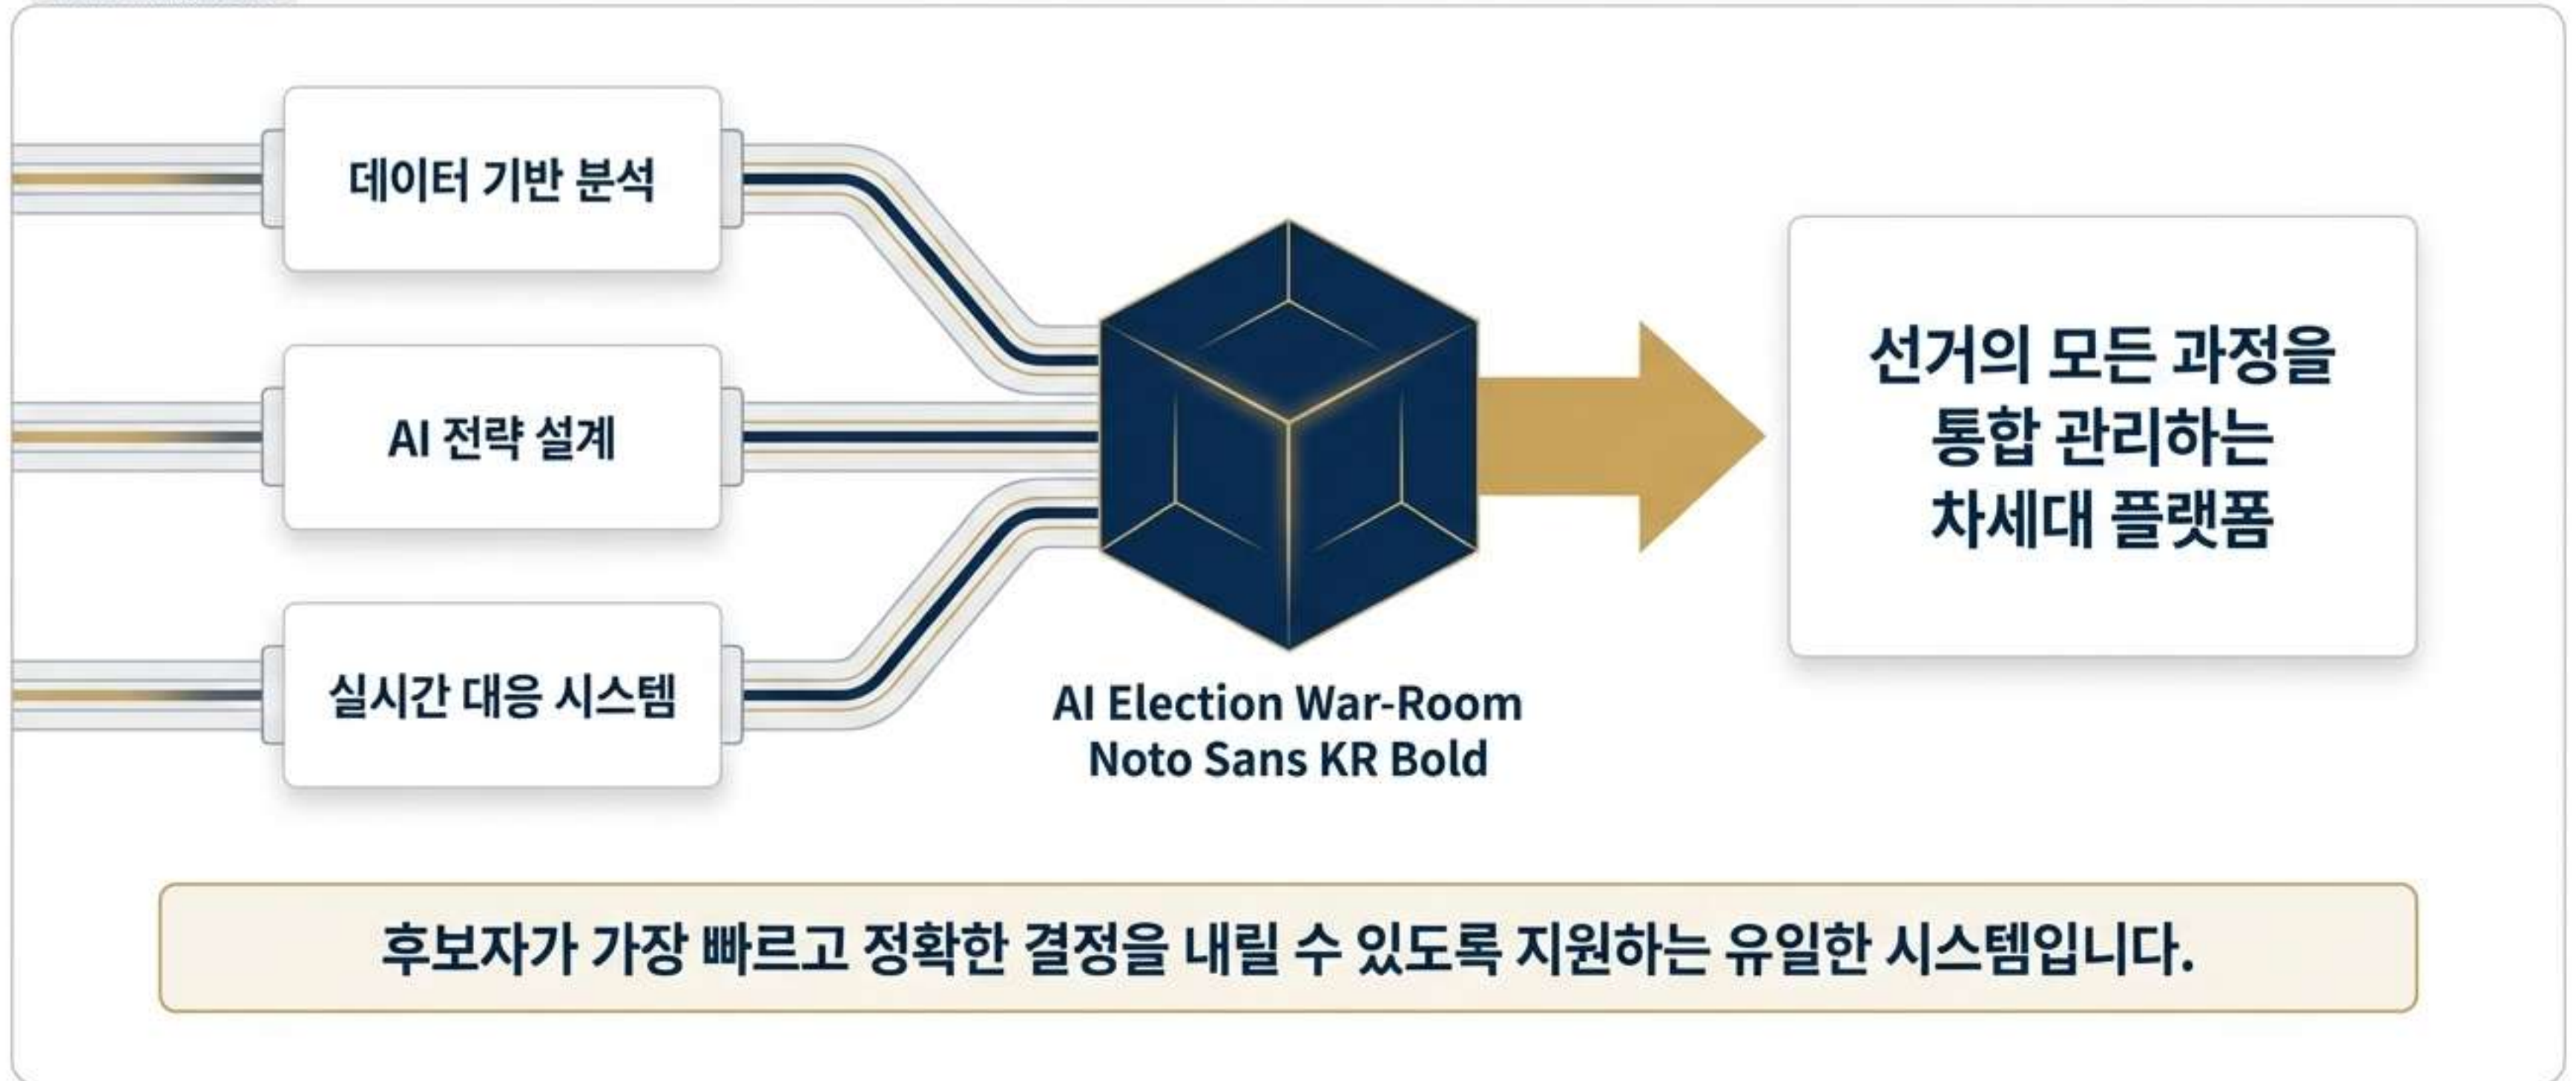 데이터 기반 분석
AI 전략 설계
실시간 대응 시스템
AI Election War-Room
Noto Sans KR Bold
선거의 모든 과정을
통합 관리하는
차세대 플랫폼
후보자가 가장 빠르고 정확한 결정을 내릴 수 있도록 지원하는 유일한 시스템입니다.